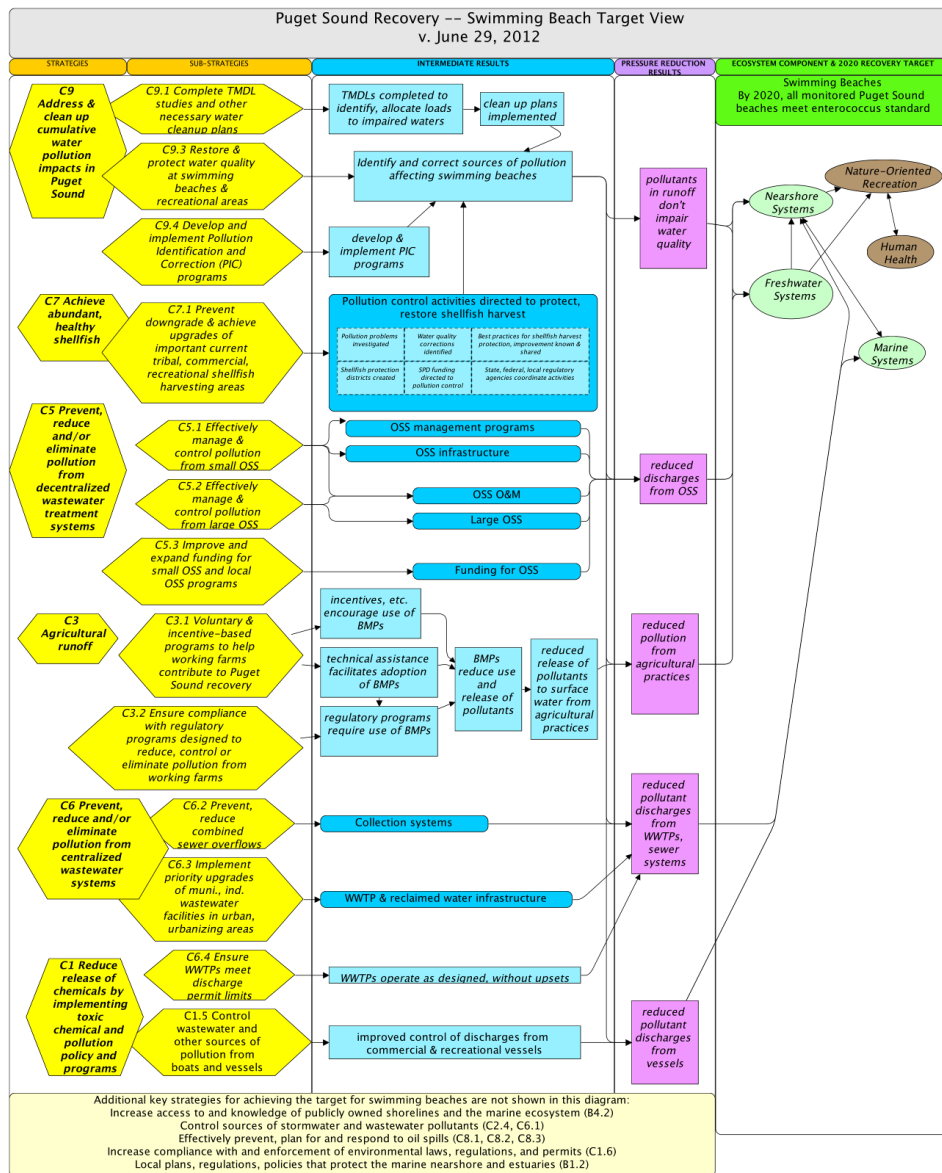 Puget Sound Recovery -- Swimming Beach Target View
v. June 29, 2012
STRATEGIES
SUB-STRATEGIES
INTERMEDIATE RESULTS
PRESSURE REDUCTION
RESULTS
ECOSYSTEM COMPONENT & 2020 RECOVERY TARGET
Swimming Beaches
By 2020, all monitored Puget Sound
beaches meet enterococcus standard
C9
Address &
clean up
cumulative
water
pollution
impacts in
Puget
Sound
C9.1 Complete TMDL
studies and other
necessary water
cleanup plans
TMDLs completed to
identify, allocate loads
to impaired waters
clean up plans
implemented
C9.3 Restore &
protect water quality
at swimming
beaches &
recreational areas
Identify and correct sources of pollution
affecting swimming beaches
C9.4 Develop and
implement Pollution
Identification and
Correction (PIC)
programs
develop &
implement PIC
programs
pollutants
in runoff
don't
impair
water
quality
Nature-Oriented
Recreation
Nearshore
Systems
Human
Health
Freshwater
Systems
Marine
Systems
C7 Achieve
abundant,
healthy
shellfish
C7.1 Prevent
downgrade & achieve
upgrades of
important current
tribal, commercial,
recreational shellfish
harvesting areas
Pollution control activities directed to protect,
restore shellfish harvest
Pollution problems
investigated
Water quality
corrections
identified
Best practices for shellfish harvest
protection, improvement known &
shared
Shellfish protection
districts created
SPD funding
directed to
pollution control
State, federal, local regulatory
agencies coordinate activities
C5 Prevent,
reduce
and/or
eliminate
pollution
from
decentralized
wastewater
treatment
systems
C5.1 Effectively
manage &
control pollution
from small OSS
C5.2 Effectively
manage &
control pollution
from large OSS
C5.3 Improve and
expand funding for
small OSS and local
OSS programs
OSS management programs
OSS infrastructure
OSS O&M
Large OSS
Funding for OSS
reduced
discharges
from OSS
C3
Agricultural
runoff
C3.1 Voluntary &
incentive-based
programs to help
working farms
contribute to Puget
Sound recovery
C3.2 Ensure compliance
with regulatory
programs designed to
reduce, control or
eliminate pollution from
working farms
incentives, etc.
encourage use of
BMPs
technical assistance
facilitates adoption
of BMPs
regulatory programs
require use of BMPs
BMPs
reduce use
and
release of
pollutants
reduced
release of
pollutants
to surface
water from
agricultural
practices
reduced
pollution
from
agricultural
practices
C6 Prevent,
reduce and/or
eliminate
pollution from
centralized
wastewater
systems
C6.2 Prevent,
reduce
combined
sewer overflows
C6.3 Implement
priority upgrades
of muni., ind.
wastewater
facilities in urban,
urbanizing areas
C6.4 Ensure
WWTPs meet
discharge
permit limits
Collection systems
WWTP & reclaimed water infrastructure
WWTPs operate as designed, without upsets
reduced
pollutant
discharges
from
WWTPs,
sewer
systems
C1 Reduce
release of
chemicals by
implementing
toxic
chemical and
pollution
policy and
programs
C1.5 Control
wastewater and
other sources of
pollution from
boats and vessels
improved control of discharges from
commercial & recreational vessels
reduced
pollutant
discharges
from
vessels
Additional key strategies for achieving the target for swimming beaches are not shown in this diagram:
Increase access to and knowledge of publicly owned shorelines and the marine ecosystem (B4.2)
Control sources of stormwater and wastewater pollutants (C2.4, C6.1)
Effectively prevent, plan for and respond to oil spills (C8.1, C8.2, C8.3)
Increase compliance with and enforcement of environmental laws, regulations, and permits (C1.6)
Local plans, regulations, policies that protect the marine nearshore and estuaries (B1.2)